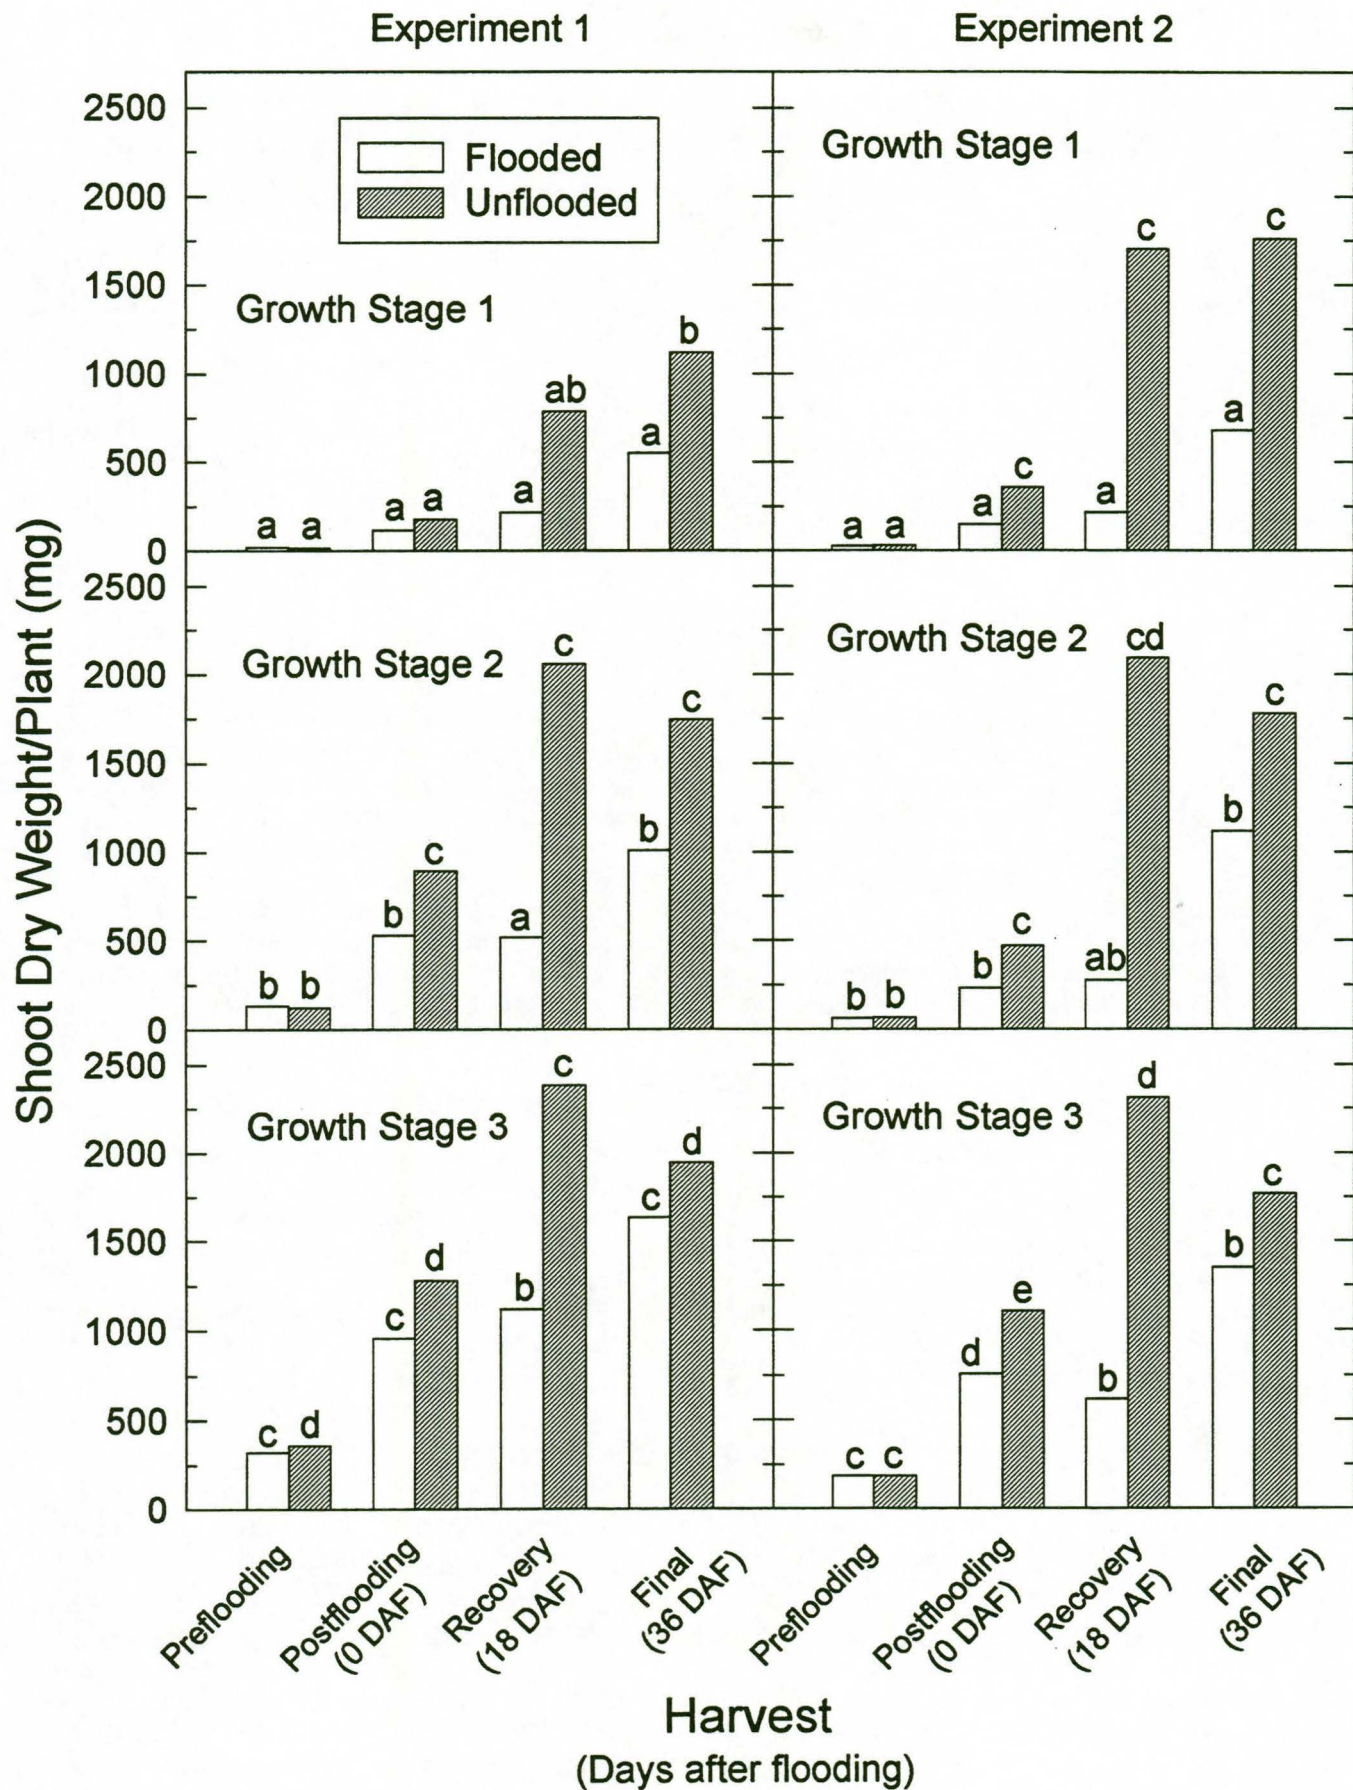 Experiment 1
Experiment 2
Shoot Dry Weight/Plant (mg)
2500
2000
1500
1000
500
0
Flooded
Unflooded
Growth Stage 1
a a a a a ab a b
Growth Stage 1
a a a c a c a c
2500
2000
1500
1000
500
0
Growth Stage 2
b b b c a c b c
Growth Stage 2
b b b c ab cd b c
2500
2000
1500
1000
500
0
Growth Stage 3
c d c d b c c d
Growth Stage 3
c c d e b d b c
Preflooding
Postflooding
(0 DAF)
Recovery
(18 DAF)
Final
(36 DAF)
Preflooding
Postflooding
(0 DAF)
Recovery
(18 DAF)
Final
(36 DAF)
Harvest
(Days after flooding)